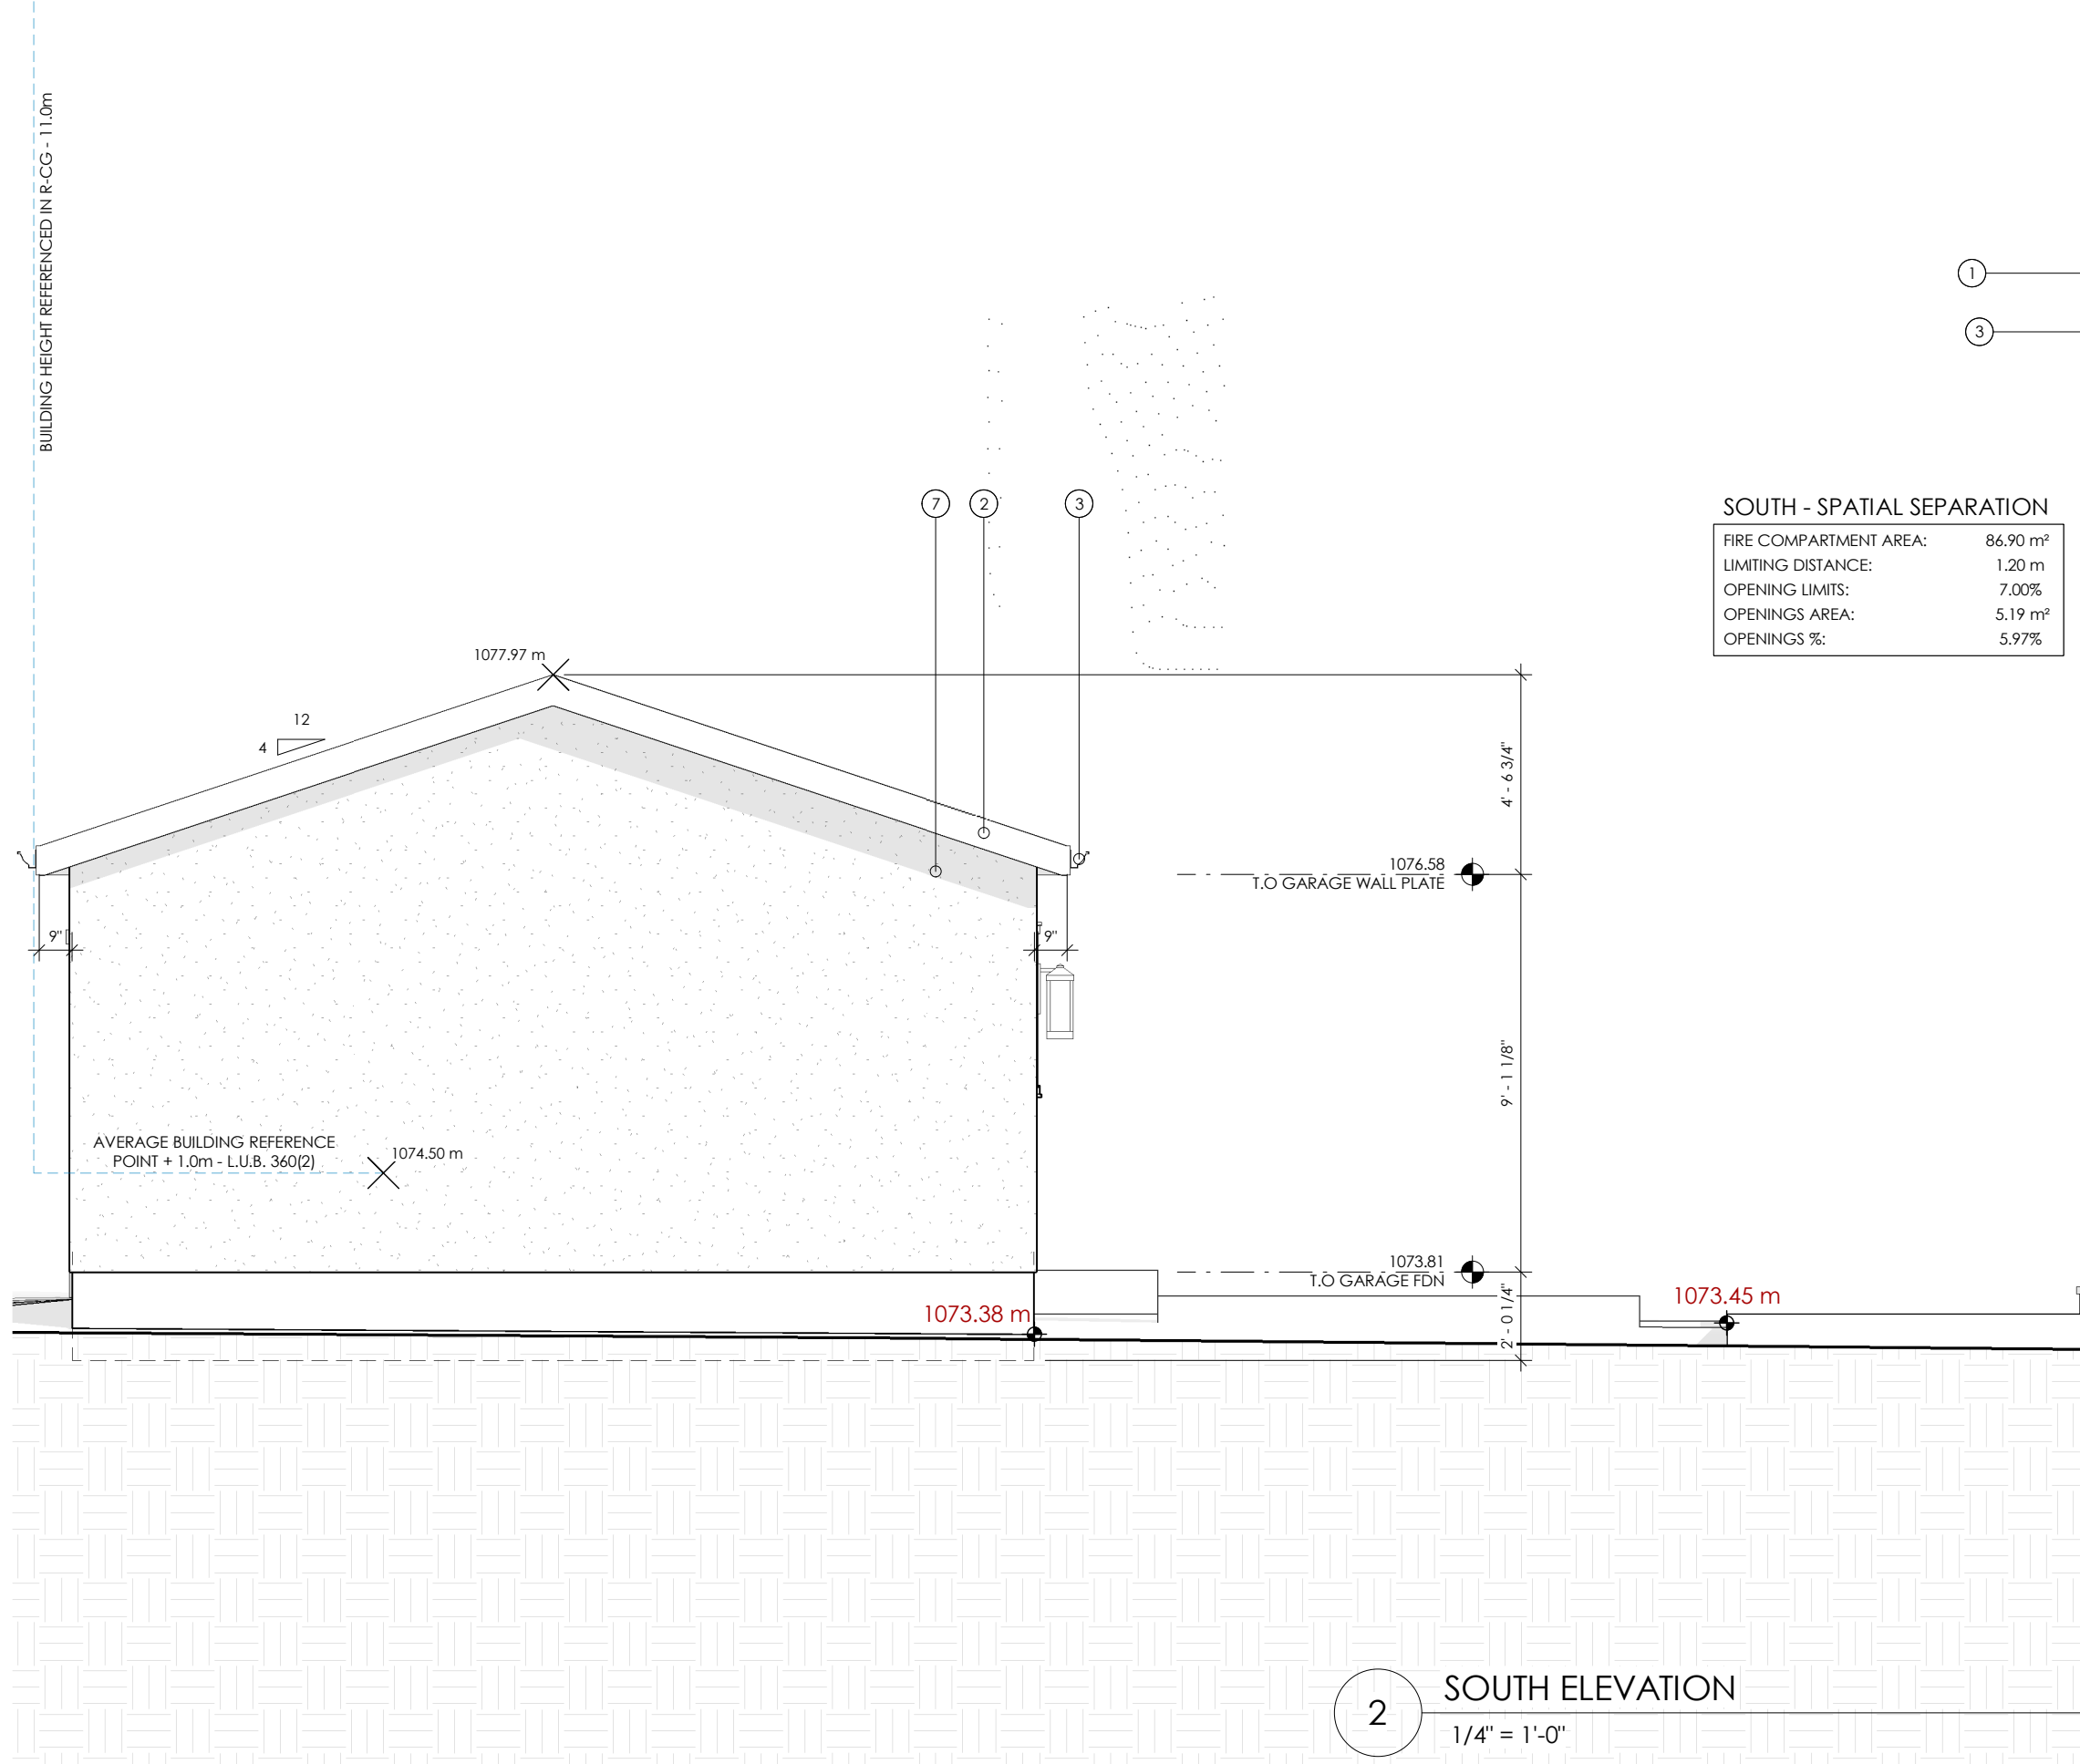 BUILDING HEIGHT REFERENCED IN R-CG - 11.0m
1
3
7
2
3
SOUTH - SPATIAL SEPARATION
FIRE COMPARTMENT AREA: 86.90 m²
LIMITING DISTANCE: 1.20 m
OPENING LIMITS: 7.00%
OPENINGS AREA: 5.19 m²
OPENINGS %: 5.97%
1077.97 m
12
4
4' - 6 3/4"
1076.58
T.O GARAGE WALL PLATE
9"
9"
9' - 1 1/8"
AVERAGE BUILDING REFERENCE
POINT + 1.0m - L.U.B. 360(2)
1074.50 m
1073.81
T.O GARAGE FDN
1073.38 m
2' - 0 1/4"
1073.45 m
2
SOUTH ELEVATION
1/4" = 1'-0"